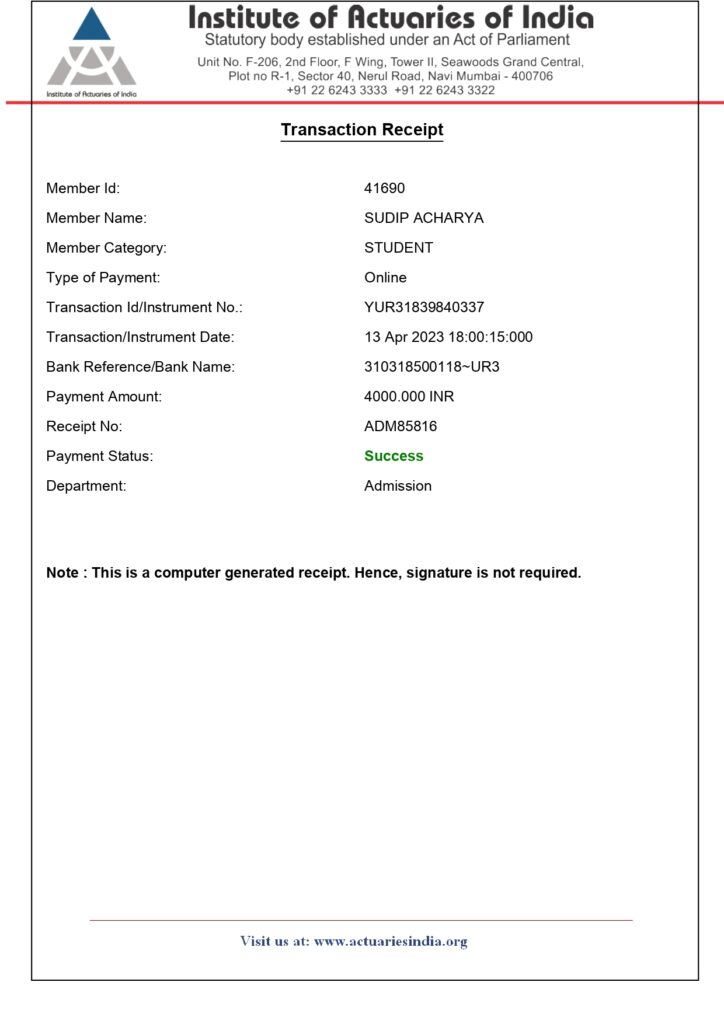 Institute of Actuaries of India
Statutory body established under an Act of Parliament
Unit No. F-206, 2nd Floor, F Wing, Tower II, Seawoods Grand Central,
Plot no R-1, Sector 40, Nerul Road, Navi Mumbai - 400706
+91 22 6243 3333 +91 22 6243 3322
Institute of Actuaries of India
Transaction Receipt
Member Id: 41690
Member Name: SUDIP ACHARYA
Member Category: STUDENT
Type of Payment: Online
Transaction Id/Instrument No.: YUR31839840337
Transaction/Instrument Date: 13 Apr 2023 18:00:15:000
Bank Reference/Bank Name: 310318500118~UR3
Payment Amount: 4000.000 INR
Receipt No: ADM85816
Payment Status: Success
Department: Admission
Note : This is a computer generated receipt. Hence, signature is not required.
Visit us at: www.actuariesindia.org